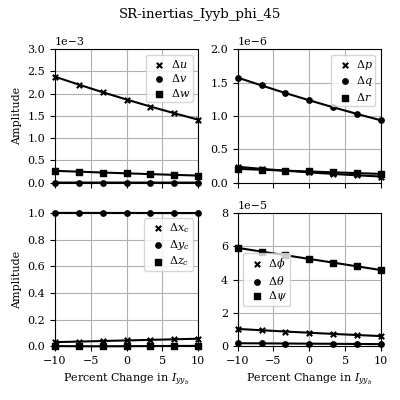 SR-inertias_Iyyb_phi_45
1e−3
3.0
2.5
2.0
1.5
1.0
0.5
0.0
Amplitude
Δu
Δv
Δw
1e−6
2.0
1.5
1.0
0.5
0.0
Δp
Δq
Δr
1.0
0.8
0.6
0.4
0.2
0.0
Amplitude
Δx_c
Δy_c
Δz_c
−10 −5 0 5 10
Percent Change in I_{yy_b}
1e−5
8
6
4
2
0
Δϕ
Δθ
Δψ
−10 −5 0 5 10
Percent Change in I_{yy_b}